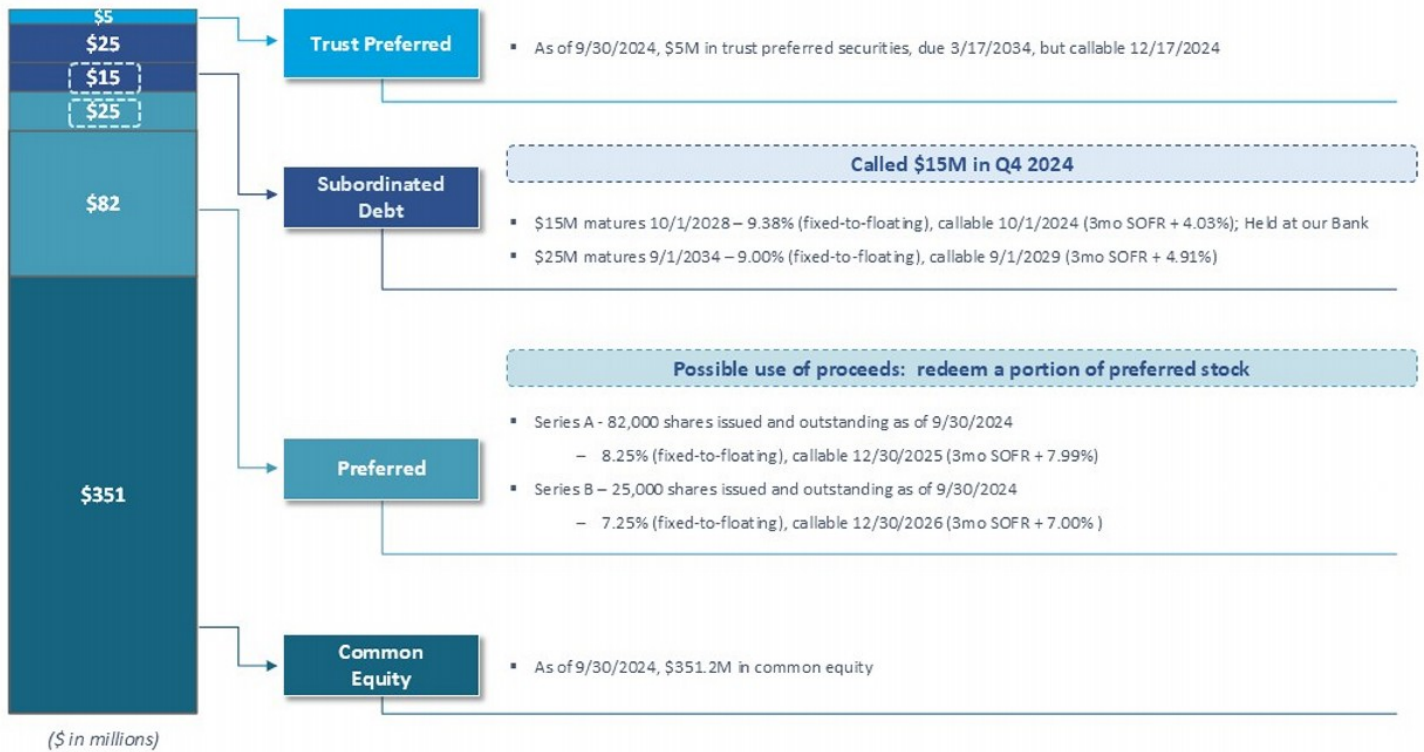 $5
$25
$15
$25
$82
$351
($ in millions)
Trust Preferred
▪ As of 9/30/2024, $5M in trust preferred securities, due 3/17/2034, but callable 12/17/2024
Subordinated
Debt
Called $15M in Q4 2024
▪ $15M matures 10/1/2028 – 9.38% (fixed-to-floating), callable 10/1/2024 (3mo SOFR + 4.03%); Held at our Bank
▪ $25M matures 9/1/2034 – 9.00% (fixed-to-floating), callable 9/1/2029 (3mo SOFR + 4.91%)
Possible use of proceeds: redeem a portion of preferred stock
Preferred
▪ Series A - 82,000 shares issued and outstanding as of 9/30/2024
– 8.25% (fixed-to-floating), callable 12/30/2025 (3mo SOFR + 7.99%)
▪ Series B – 25,000 shares issued and outstanding as of 9/30/2024
– 7.25% (fixed-to-floating), callable 12/30/2026 (3mo SOFR + 7.00% )
Common
Equity
▪ As of 9/30/2024, $351.2M in common equity